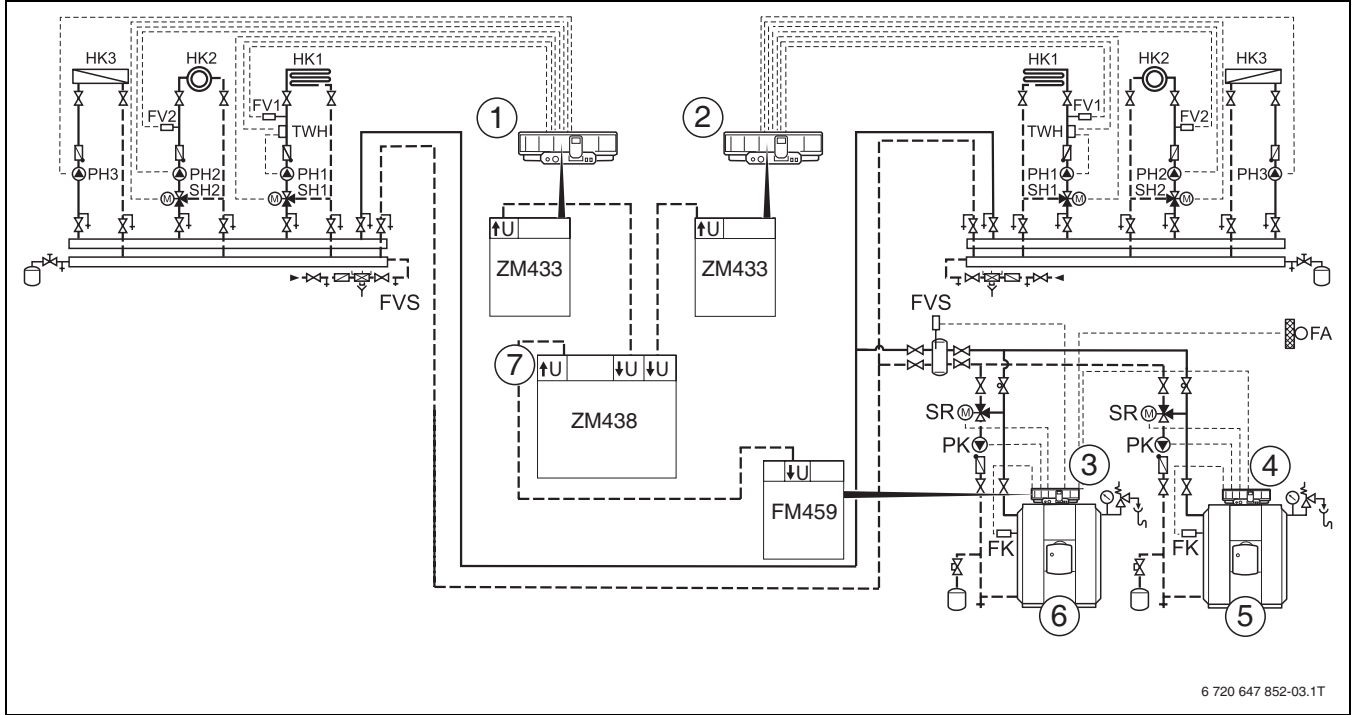 HK3
HK2
HK1
FV2
FV1
TWH
PH3
PH2
SH2
M
PH1
SH1
M
FVS
1
2
HK1
HK2
HK3
FV1
TWH
FV2
PH1
SH1
M
PH2
SH2
M
PH3
↑U
ZM433
↑U
ZM433
7
↑U
↓U
↓U
ZM438
↓U
FM459
FVS
FA
SR
M
PK
3
FK
6
SR
M
PK
4
FK
5
6 720 647 852-03.1T